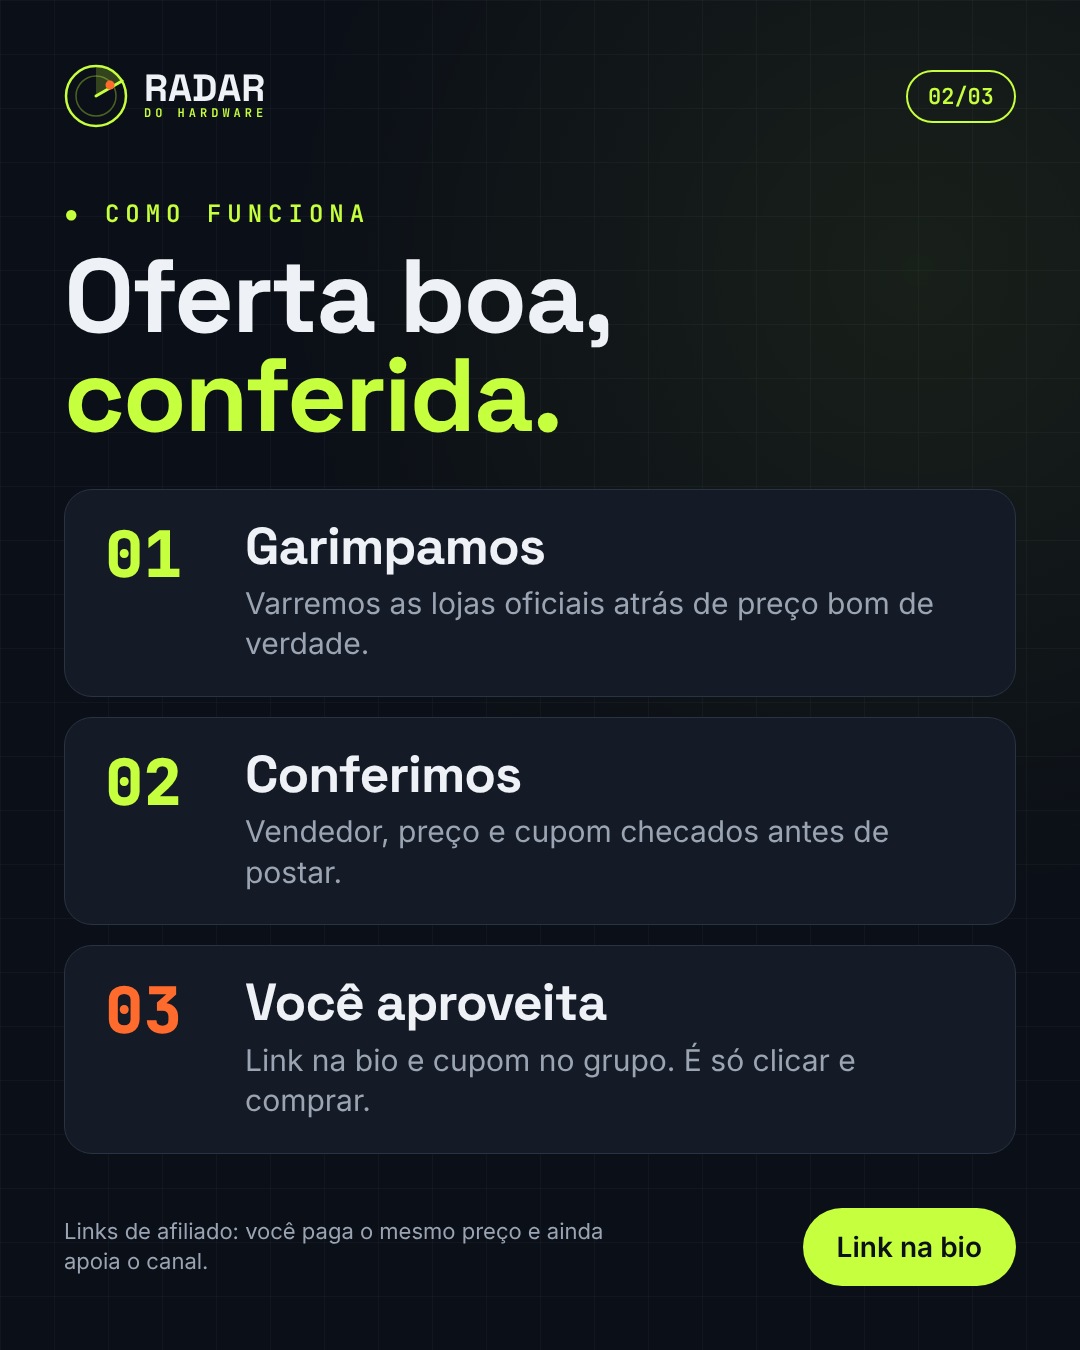 RADAR
DO HARDWARE
02/03
• COMO FUNCIONA
Oferta boa,
conferida.
01
Garimpamos
Varremos as lojas oficiais atrás de preço bom de
verdade.
02
Conferimos
Vendedor, preço e cupom checados antes de
postar.
03
Você aproveita
Link na bio e cupom no grupo. É só clicar e
comprar.
Links de afiliado: você paga o mesmo preço e ainda
apoia o canal.
Link na bio